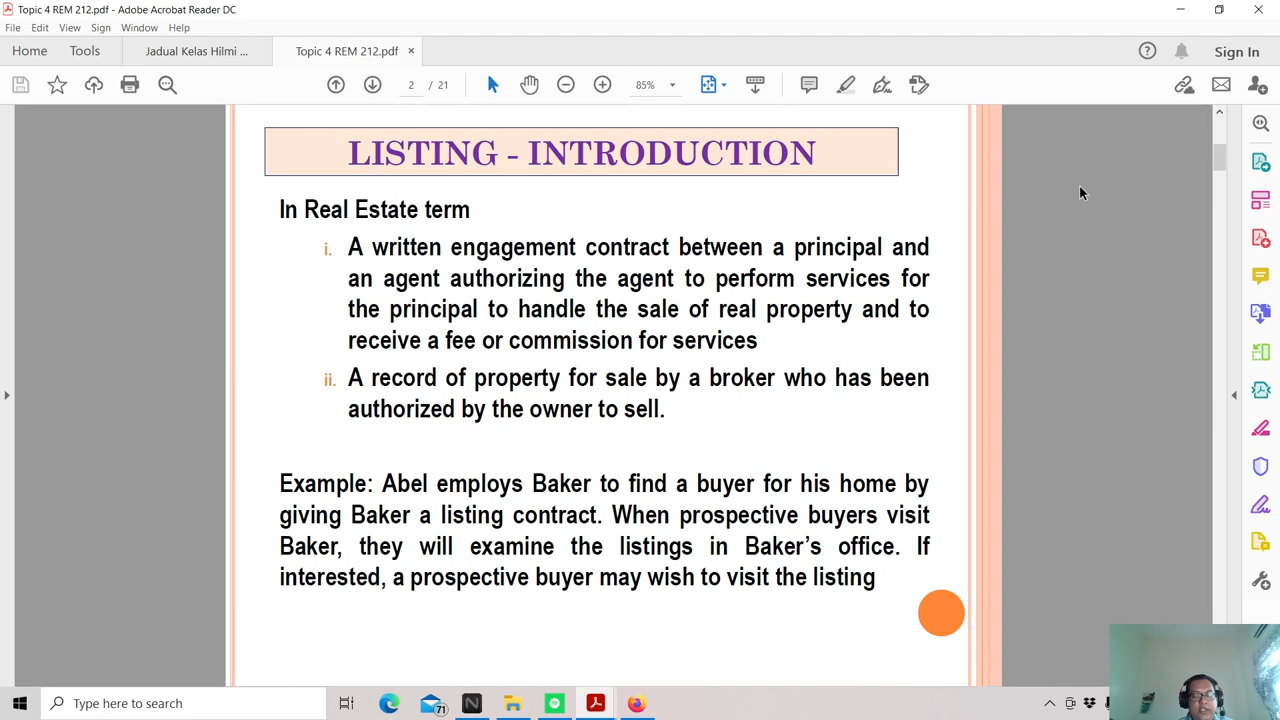 Topic 4 REM 212.pdf - Adobe Acrobat Reader DC
File Edit View Sign Window Help
Home Tools Jadual Kelas Hilmi ... Topic 4 REM 212.pdf × Sign In
2 / 21 85%
LISTING - INTRODUCTION
In Real Estate term
i. A written engagement contract between a principal and
an agent authorizing the agent to perform services for
the principal to handle the sale of real property and to
receive a fee or commission for services
ii. A record of property for sale by a broker who has been
authorized by the owner to sell.
Example: Abel employs Baker to find a buyer for his home by
giving Baker a listing contract. When prospective buyers visit
Baker, they will examine the listings in Baker’s office. If
interested, a prospective buyer may wish to visit the listing
Type here to search
71